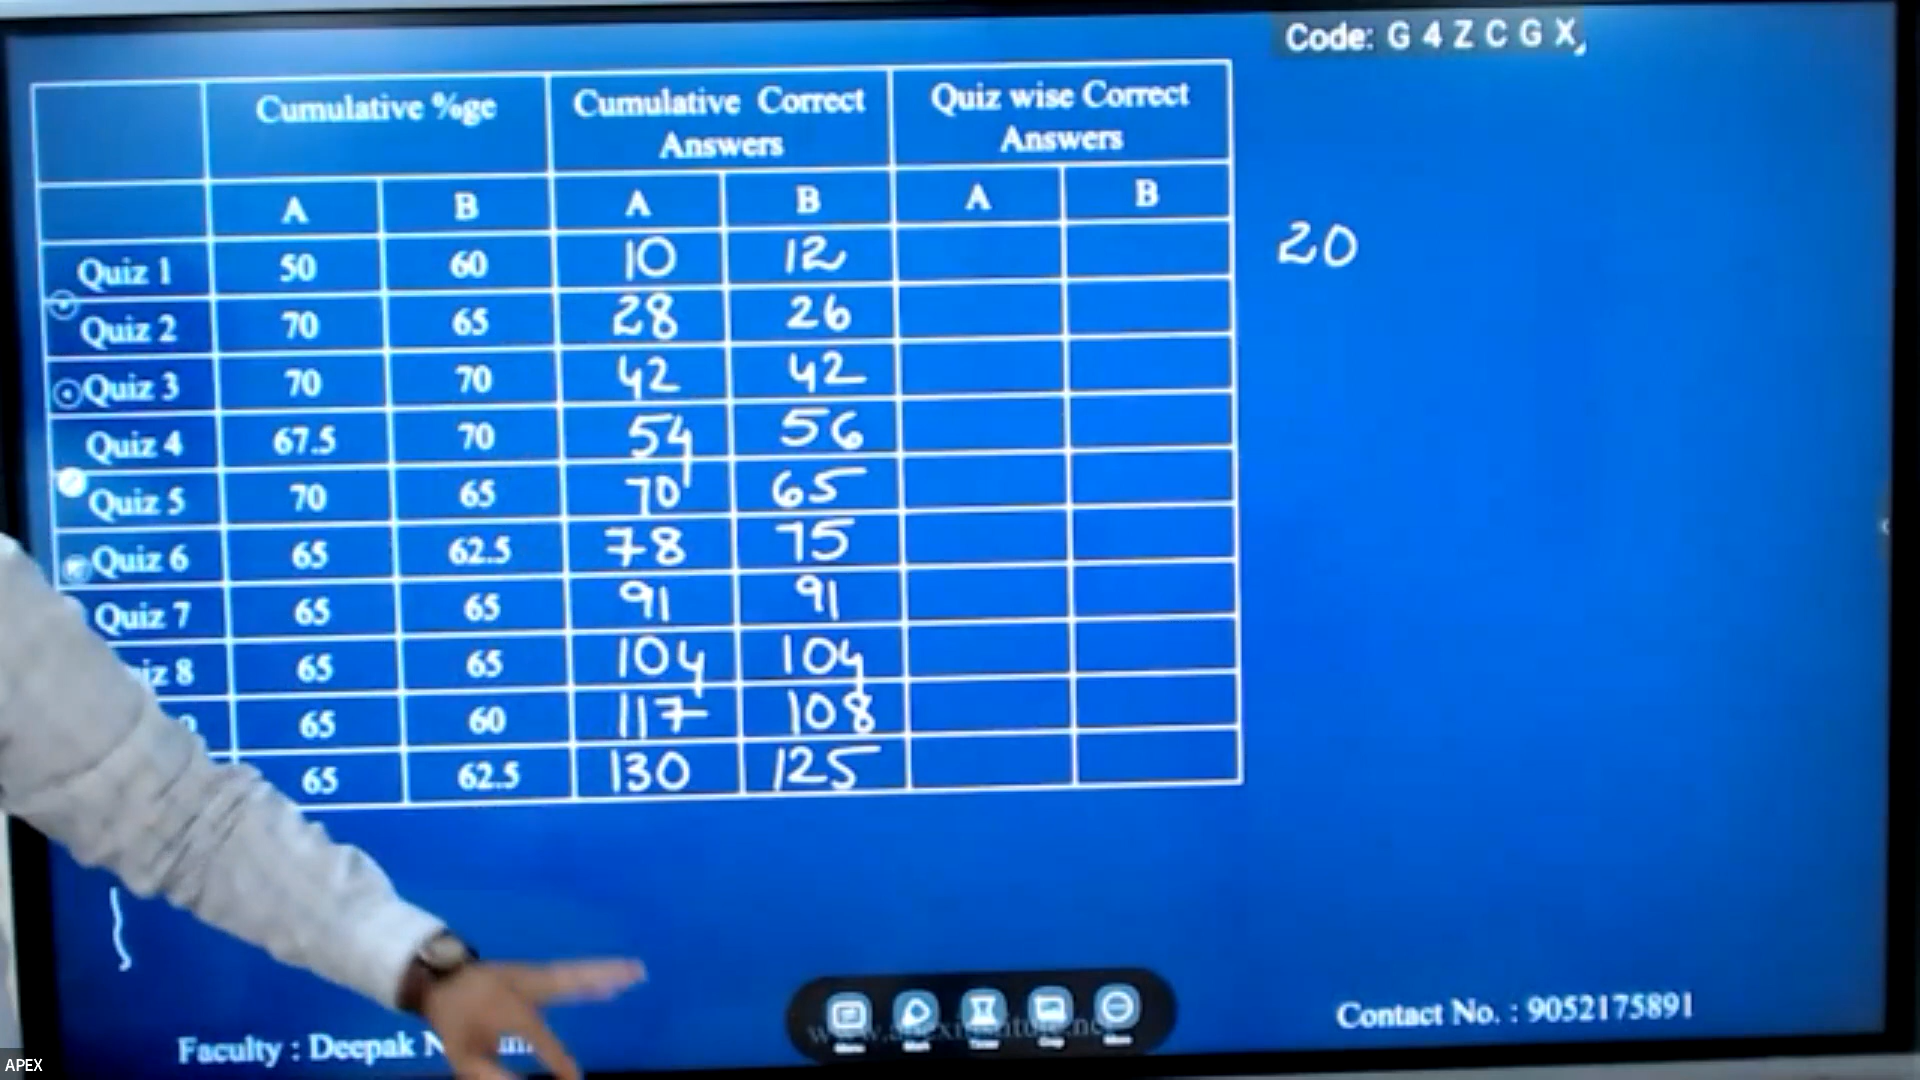 Code: G 4 Z C G X,
Cumulative %ge Cumulative Correct Answers Quiz wise Correct Answers
A B A B A B
Quiz 1 50 60 10 12
20
Quiz 2 70 65 28 26
Quiz 3 70 70 42 42
Quiz 4 67.5 70 54 56
Quiz 5 70 65 70 65
Quiz 6 65 62.5 78 75
Quiz 7 65 65 91 91
iz 8 65 65 104 104
65 60 117 108
65 62.5 130 125
Contact No. : 9052175891
Faculty : Deepak
APEX